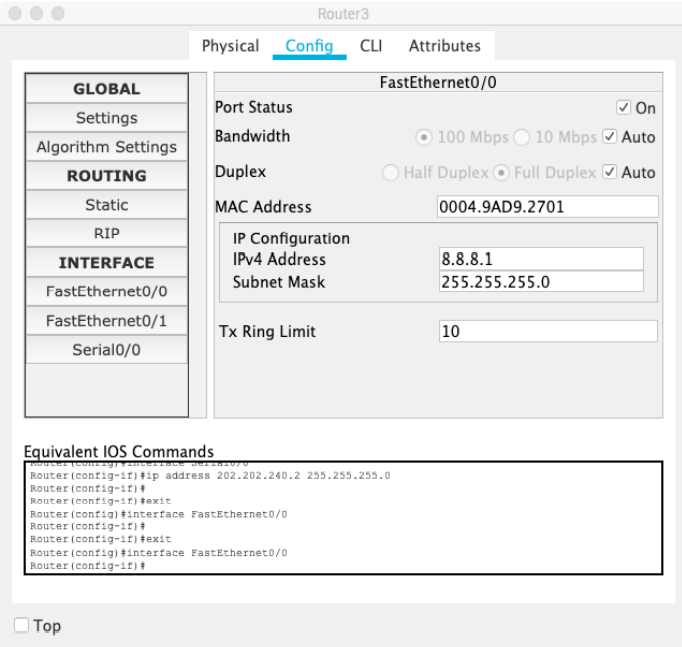 Router3
Physical Config CLI Attributes
GLOBAL
Settings
Algorithm Settings
ROUTING
Static
RIP
INTERFACE
FastEthernet0/0
FastEthernet0/1
Serial0/0
FastEthernet0/0
Port Status On
Bandwidth 100 Mbps 10 Mbps Auto
Duplex Half Duplex Full Duplex Auto
MAC Address 0004.9AD9.2701
IP Configuration
IPv4 Address 8.8.8.1
Subnet Mask 255.255.255.0
Tx Ring Limit 10
Equivalent IOS Commands
Router(config)#interface Serial0/0
Router(config-if)#ip address 202.202.240.2 255.255.255.0
Router(config-if)#
Router(config-if)#exit
Router(config)#interface FastEthernet0/0
Router(config-if)#
Router(config-if)#exit
Router(config)#interface FastEthernet0/0
Router(config-if)#
Top